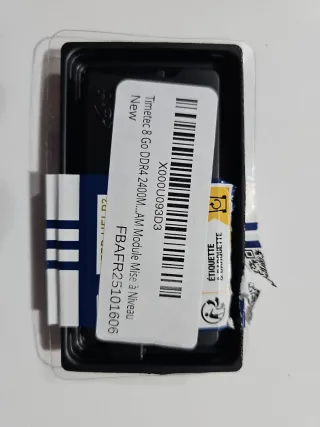 X000U093D3
Timetec 8 Go DDR4 2400M...AM Module Mise à Niveau
New
FBAFR25101606
ÉTIQUETTE